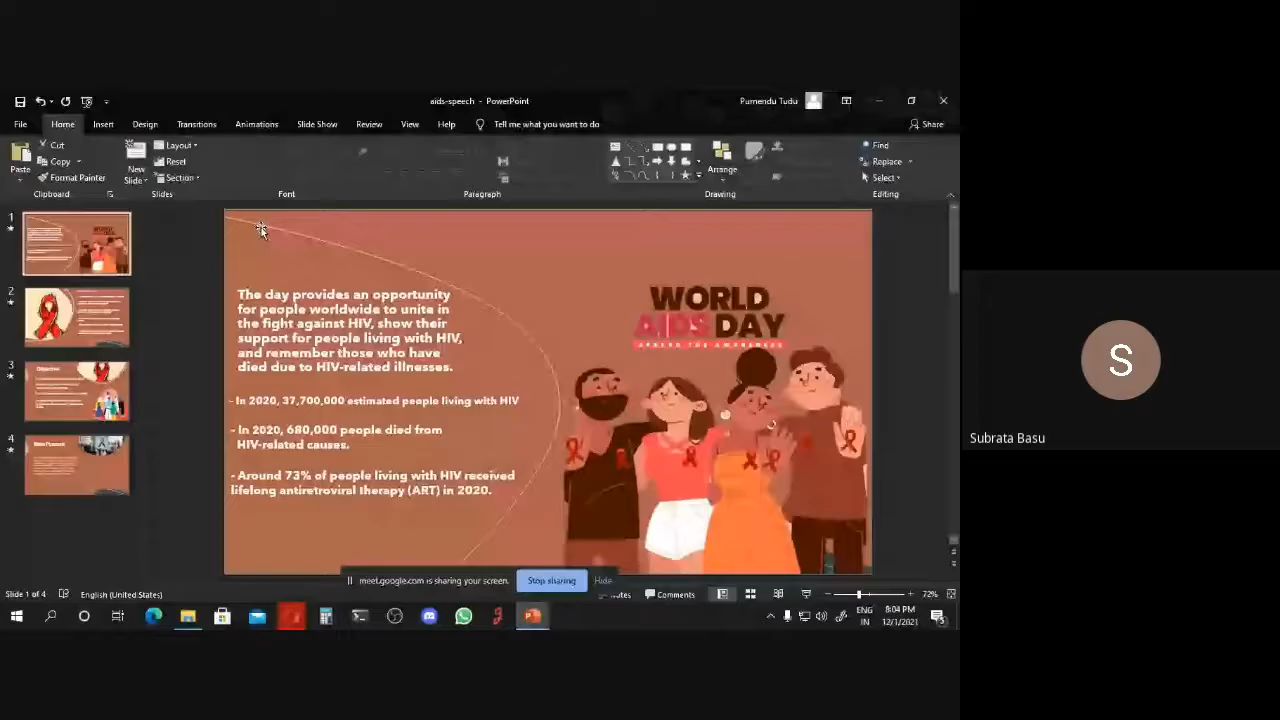 aids-speech - PowerPoint
Purnendu Tudu
File Home Insert Design Transitions Animations Slide Show Review View Help Tell me what you want to do Share
Paste Cut Copy Format Painter
New Slide Layout Reset Section
Arrange
Find Replace Select
Clipboard Slides Font Paragraph Drawing Editing
1
2
3
4
The day provides an opportunity
for people worldwide to unite in
the fight against HIV, show their
support for people living with HIV,
and remember those who have
died due to HIV-related illnesses.
- In 2020, 37,700,000 estimated people living with HIV
- In 2020, 680,000 people died from
HIV-related causes.
- Around 73% of people living with HIV received
lifelong antiretroviral therapy (ART) in 2020.
WORLD
AIDS DAY
SPREAD THE AWARENESS
S
Subrata Basu
meet.google.com is sharing your screen. Stop sharing Hide
Slide 1 of 4 English (United States) Comments 72%
ENG
IN
8:04 PM
12/1/2021